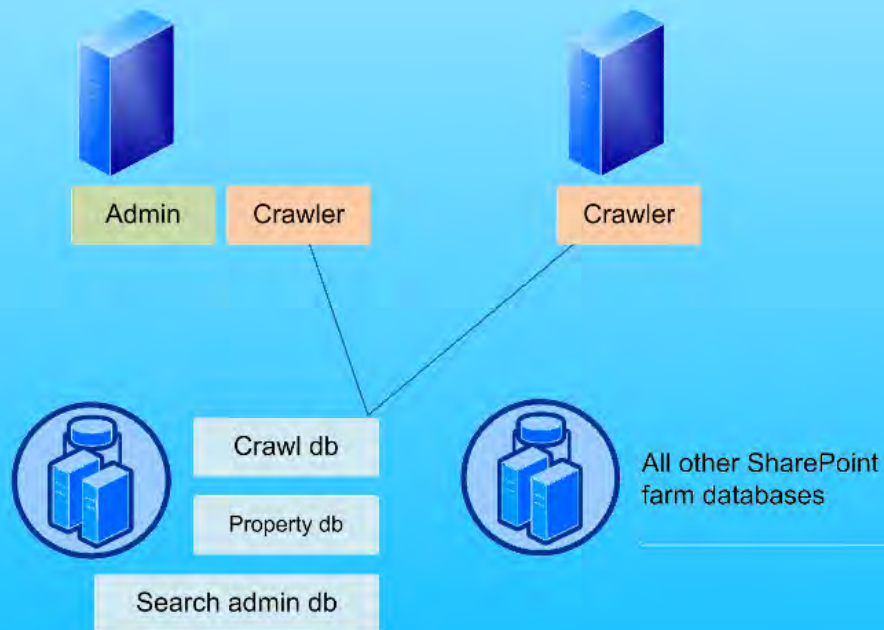 Admin
Crawler
Crawler
Crawl db
Property db
Search admin db
All other SharePoint
farm databases